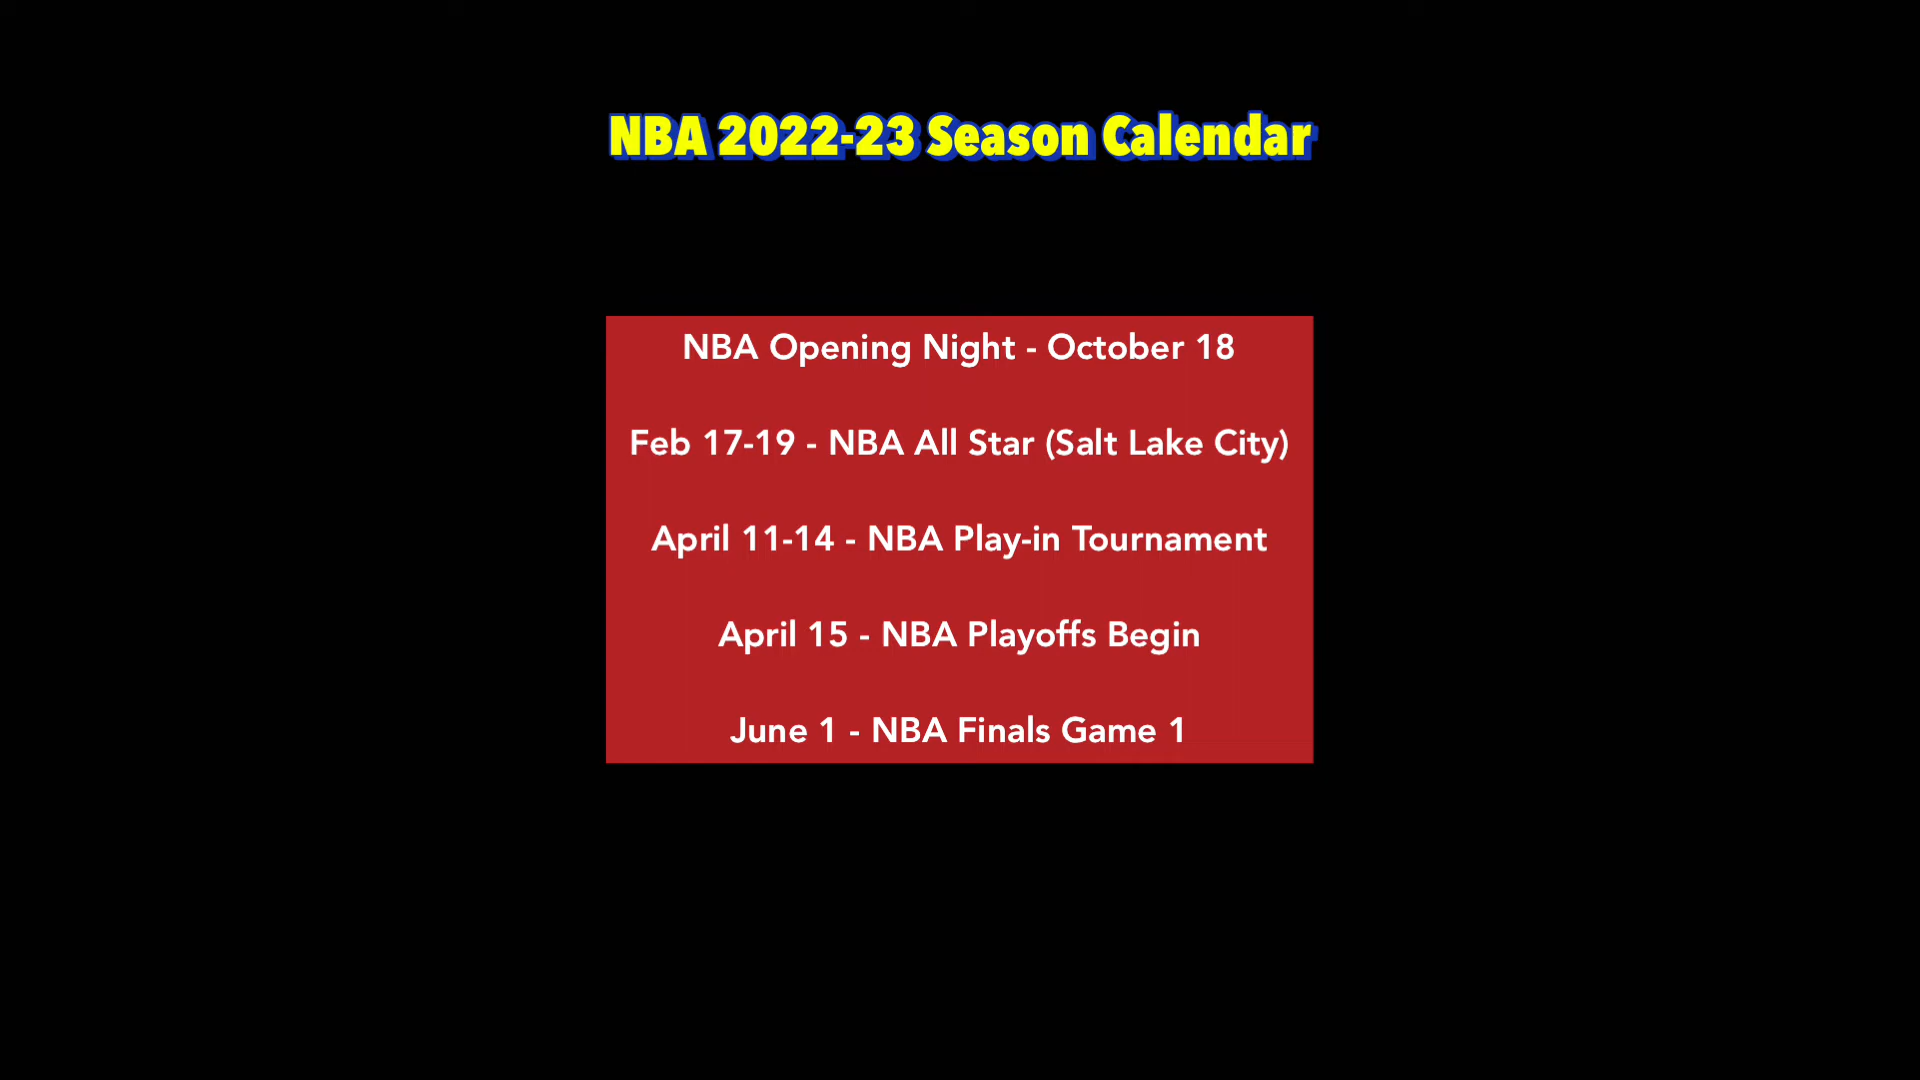 NBA 2022-23 Season Calendar
NBA Opening Night - October 18
Feb 17-19 - NBA All Star (Salt Lake City)
April 11-14 - NBA Play-in Tournament
April 15 - NBA Playoffs Begin
June 1 - NBA Finals Game 1